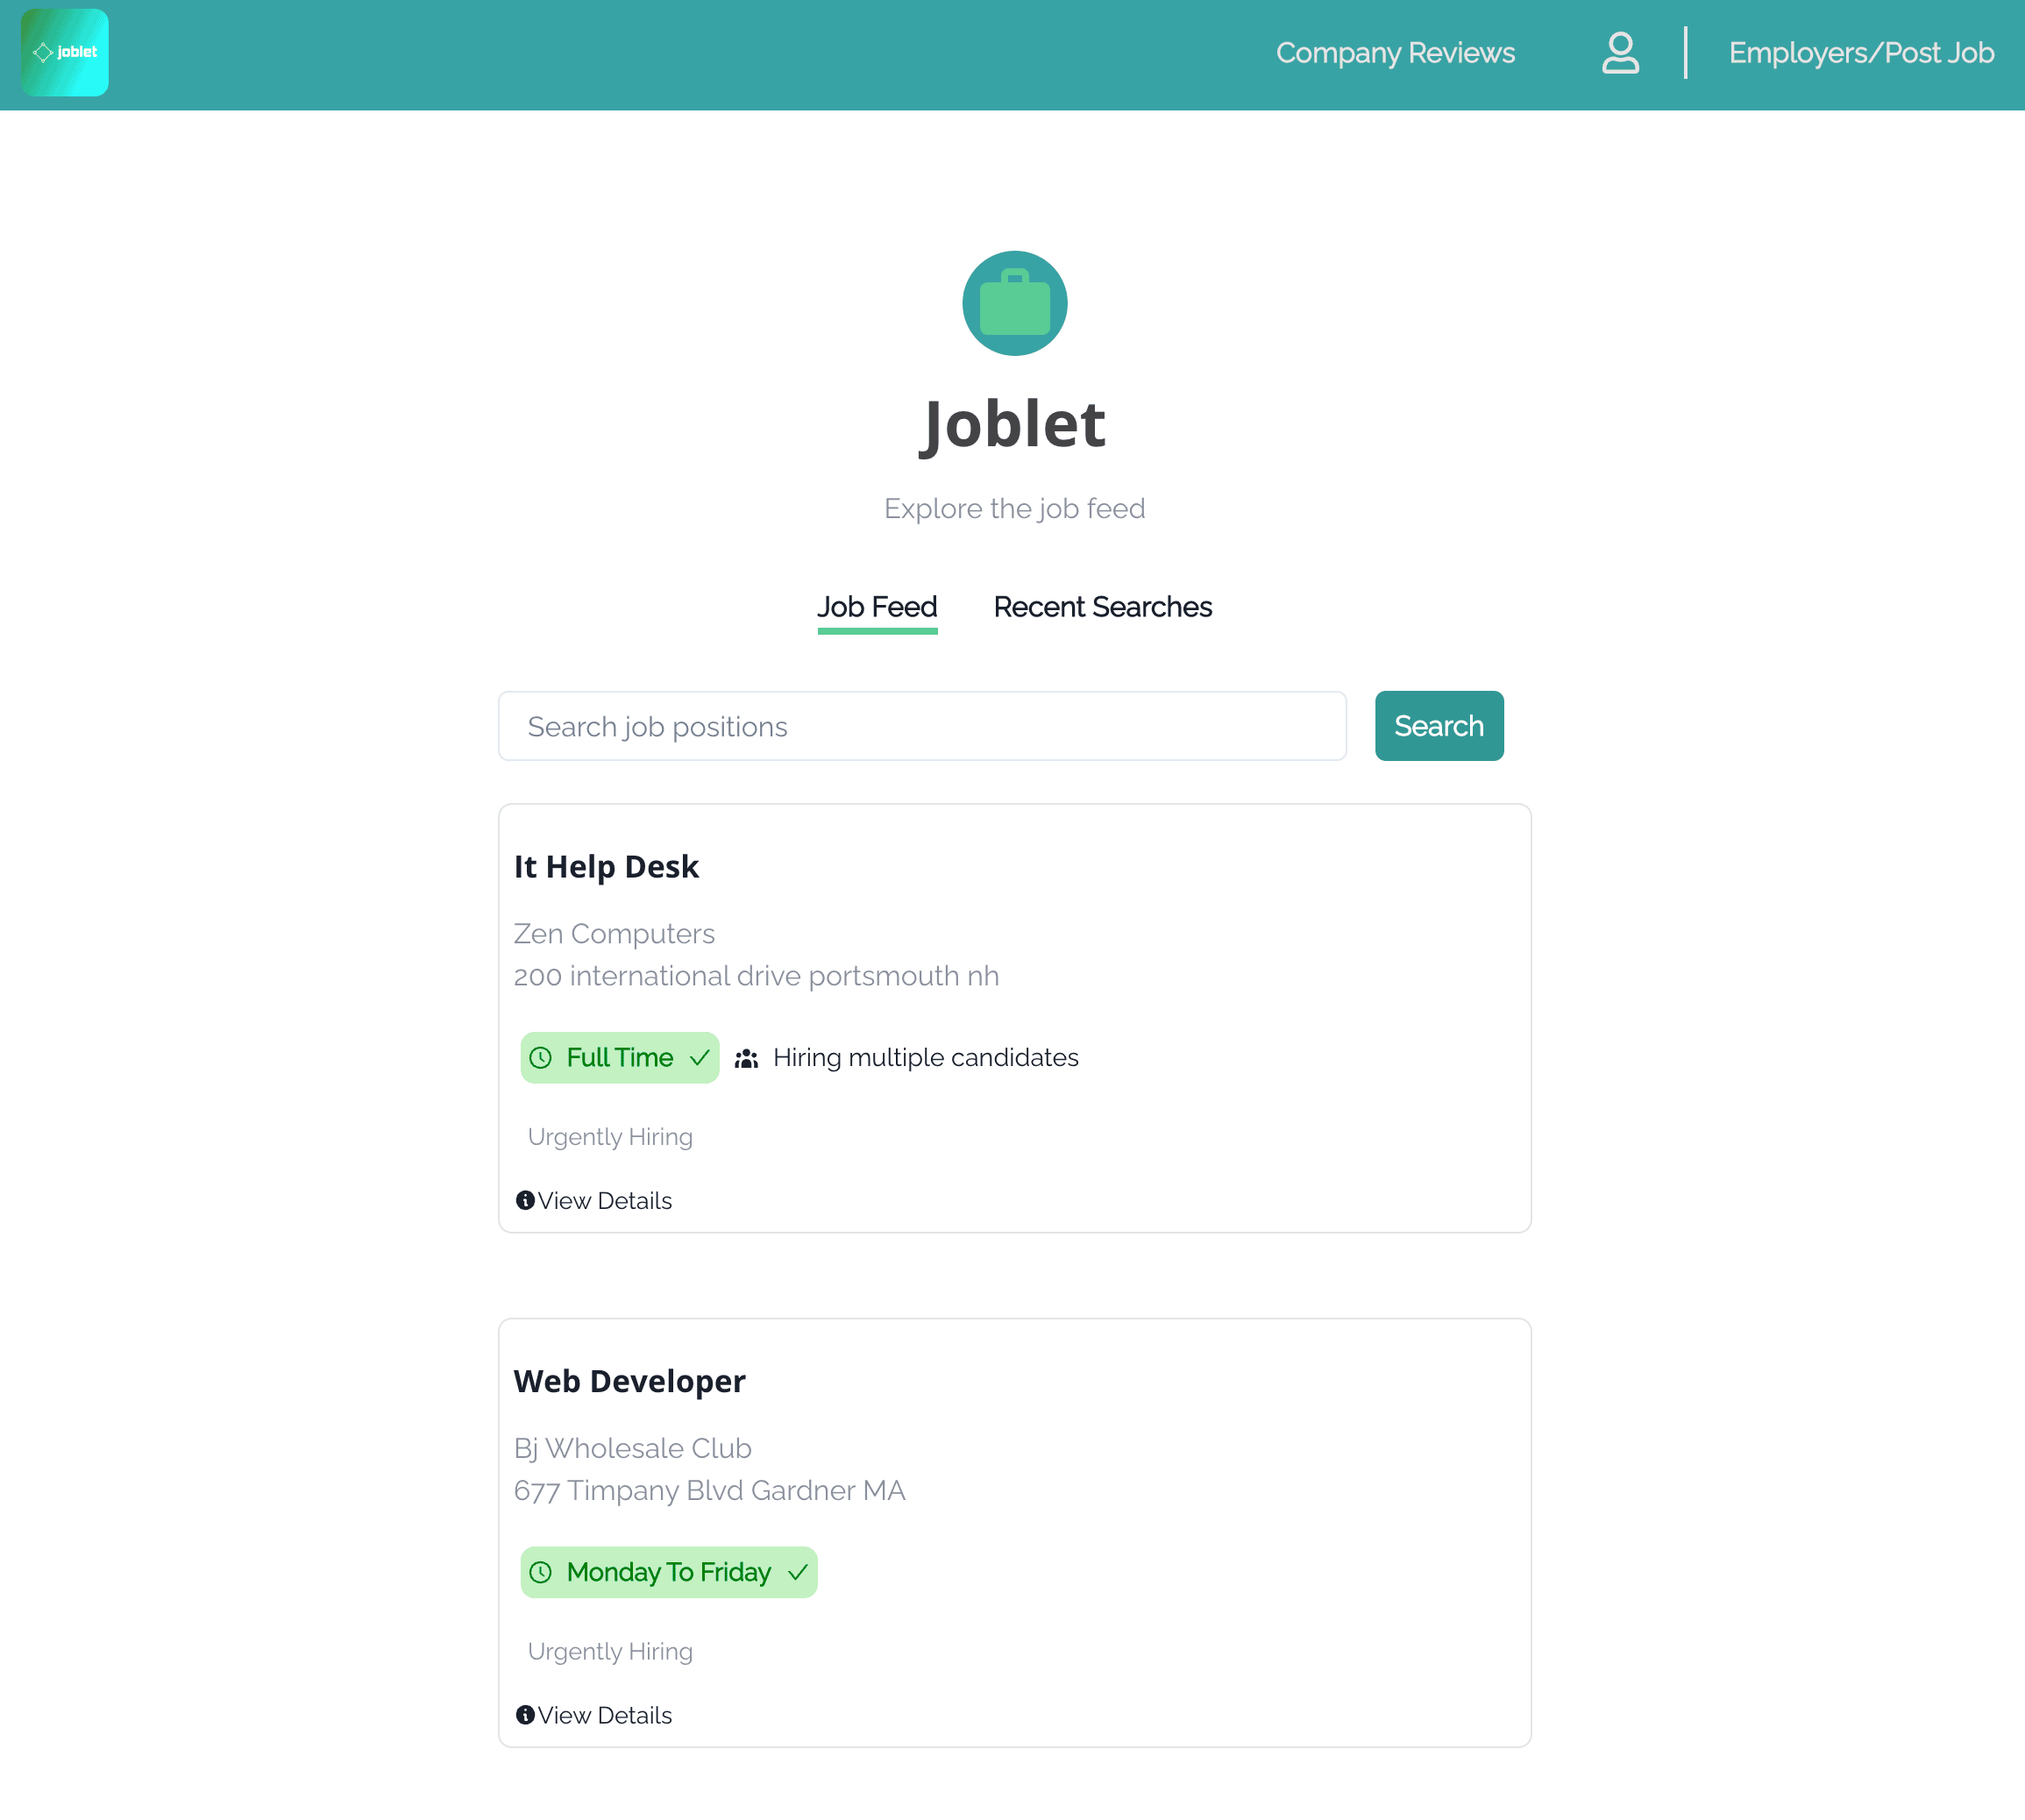 joblet
Company Reviews
Employers/Post Job
Joblet
Explore the job feed
Job Feed
Recent Searches
Search job positions
Search
It Help Desk
Zen Computers
200 international drive portsmouth nh
Full Time
Hiring multiple candidates
Urgently Hiring
View Details
Web Developer
Bj Wholesale Club
677 Timpany Blvd Gardner MA
Monday To Friday
Urgently Hiring
View Details